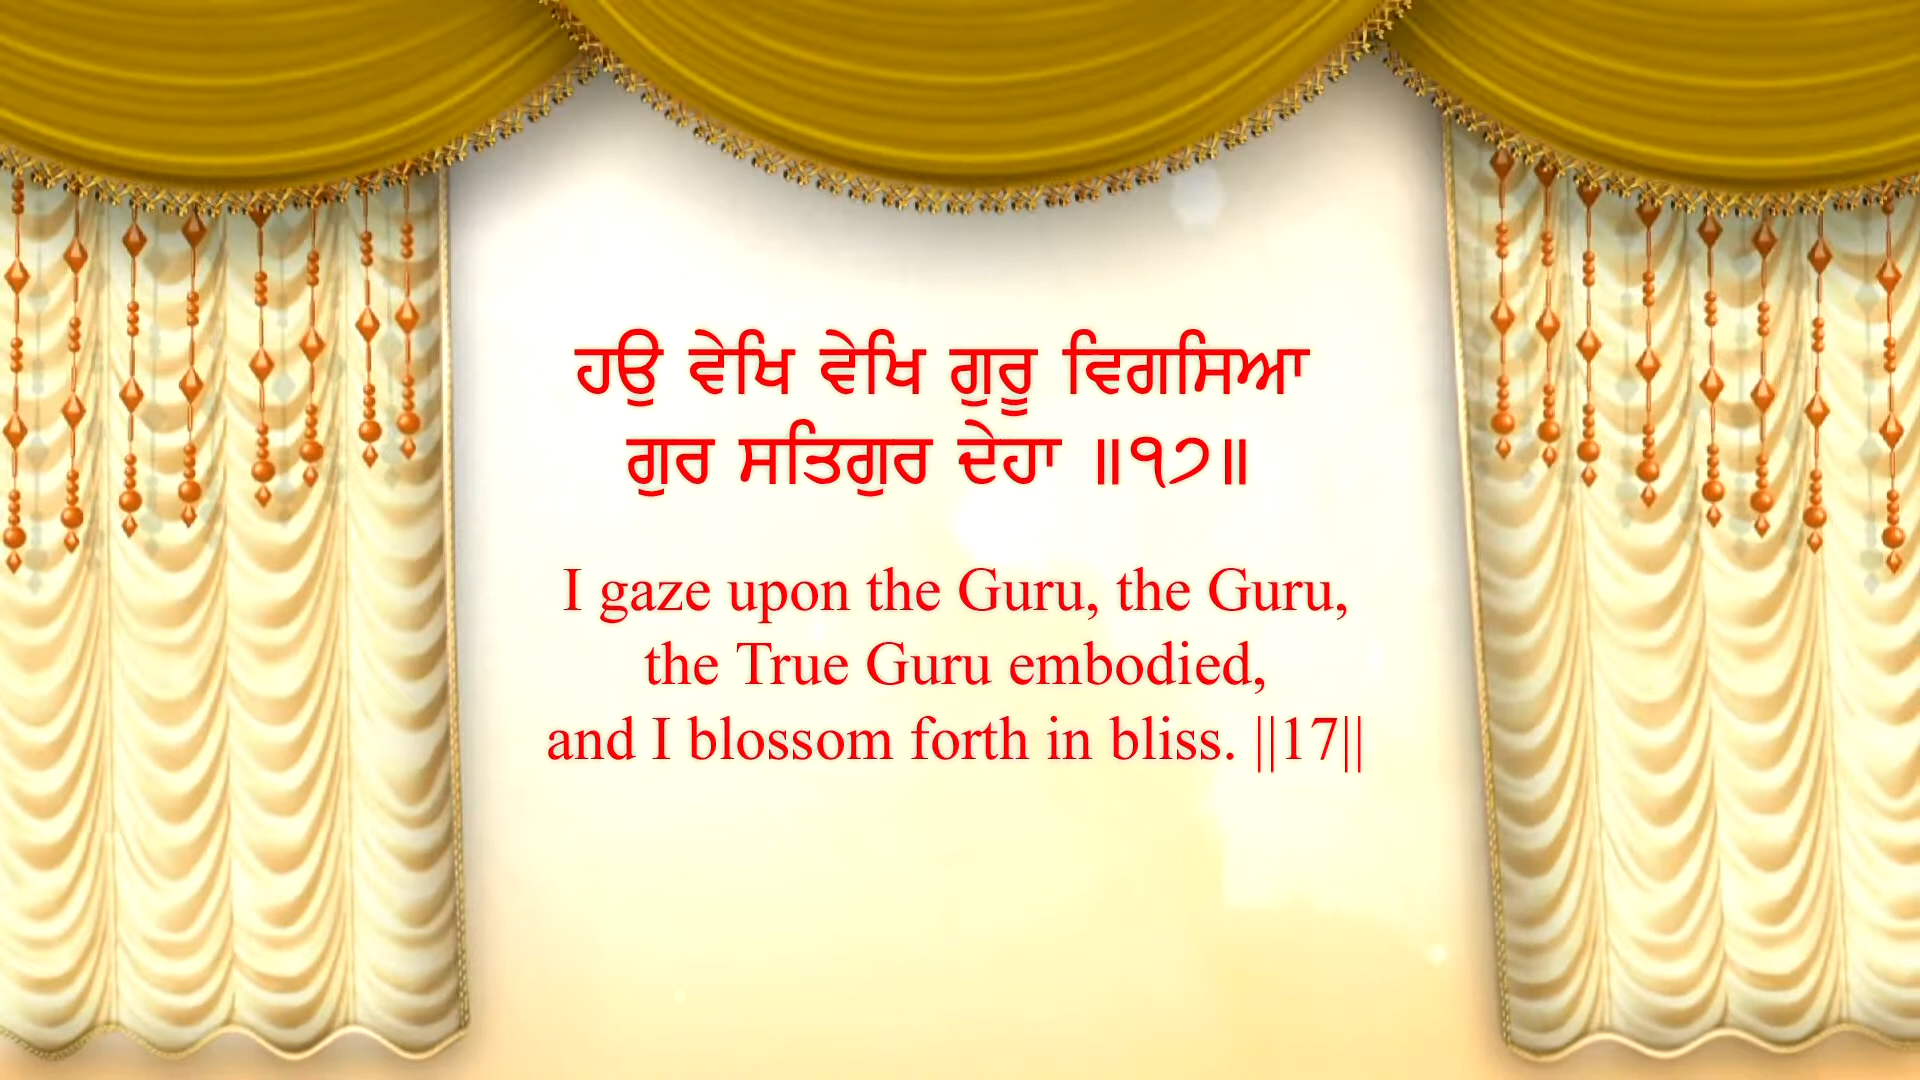 ਹਉ ਵੇਖਿ ਵੇਖਿ ਗੁਰੂ ਵਿਗਸਿਆ
ਗੁਰ ਸਤਿਗੁਰ ਦੇਹਾ ॥੧੭॥
I gaze upon the Guru, the Guru,
the True Guru embodied,
and I blossom forth in bliss. ||17||